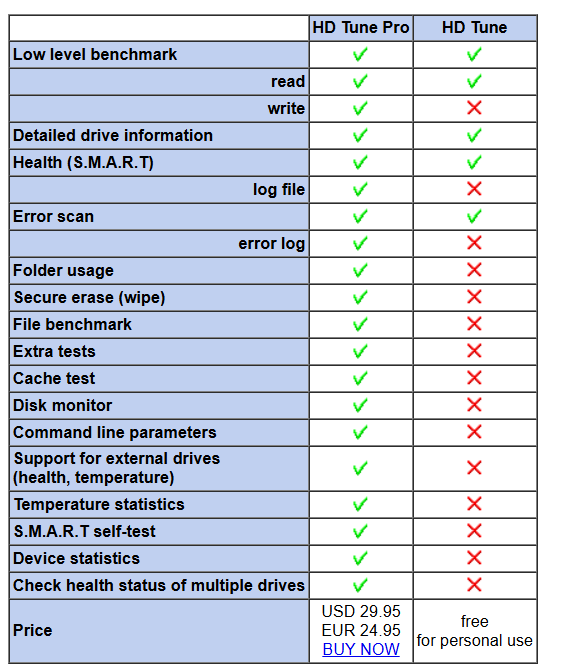 HD Tune Pro HD Tune
Low level benchmark
read
write
Detailed drive information
Health (S.M.A.R.T)
log file
Error scan
error log
Folder usage
Secure erase (wipe)
File benchmark
Extra tests
Cache test
Disk monitor
Command line parameters
Support for external drives
(health, temperature)
Temperature statistics
S.M.A.R.T self-test
Device statistics
Check health status of multiple drives
Price
USD 29.95
EUR 24.95
BUY NOW
free
for personal use